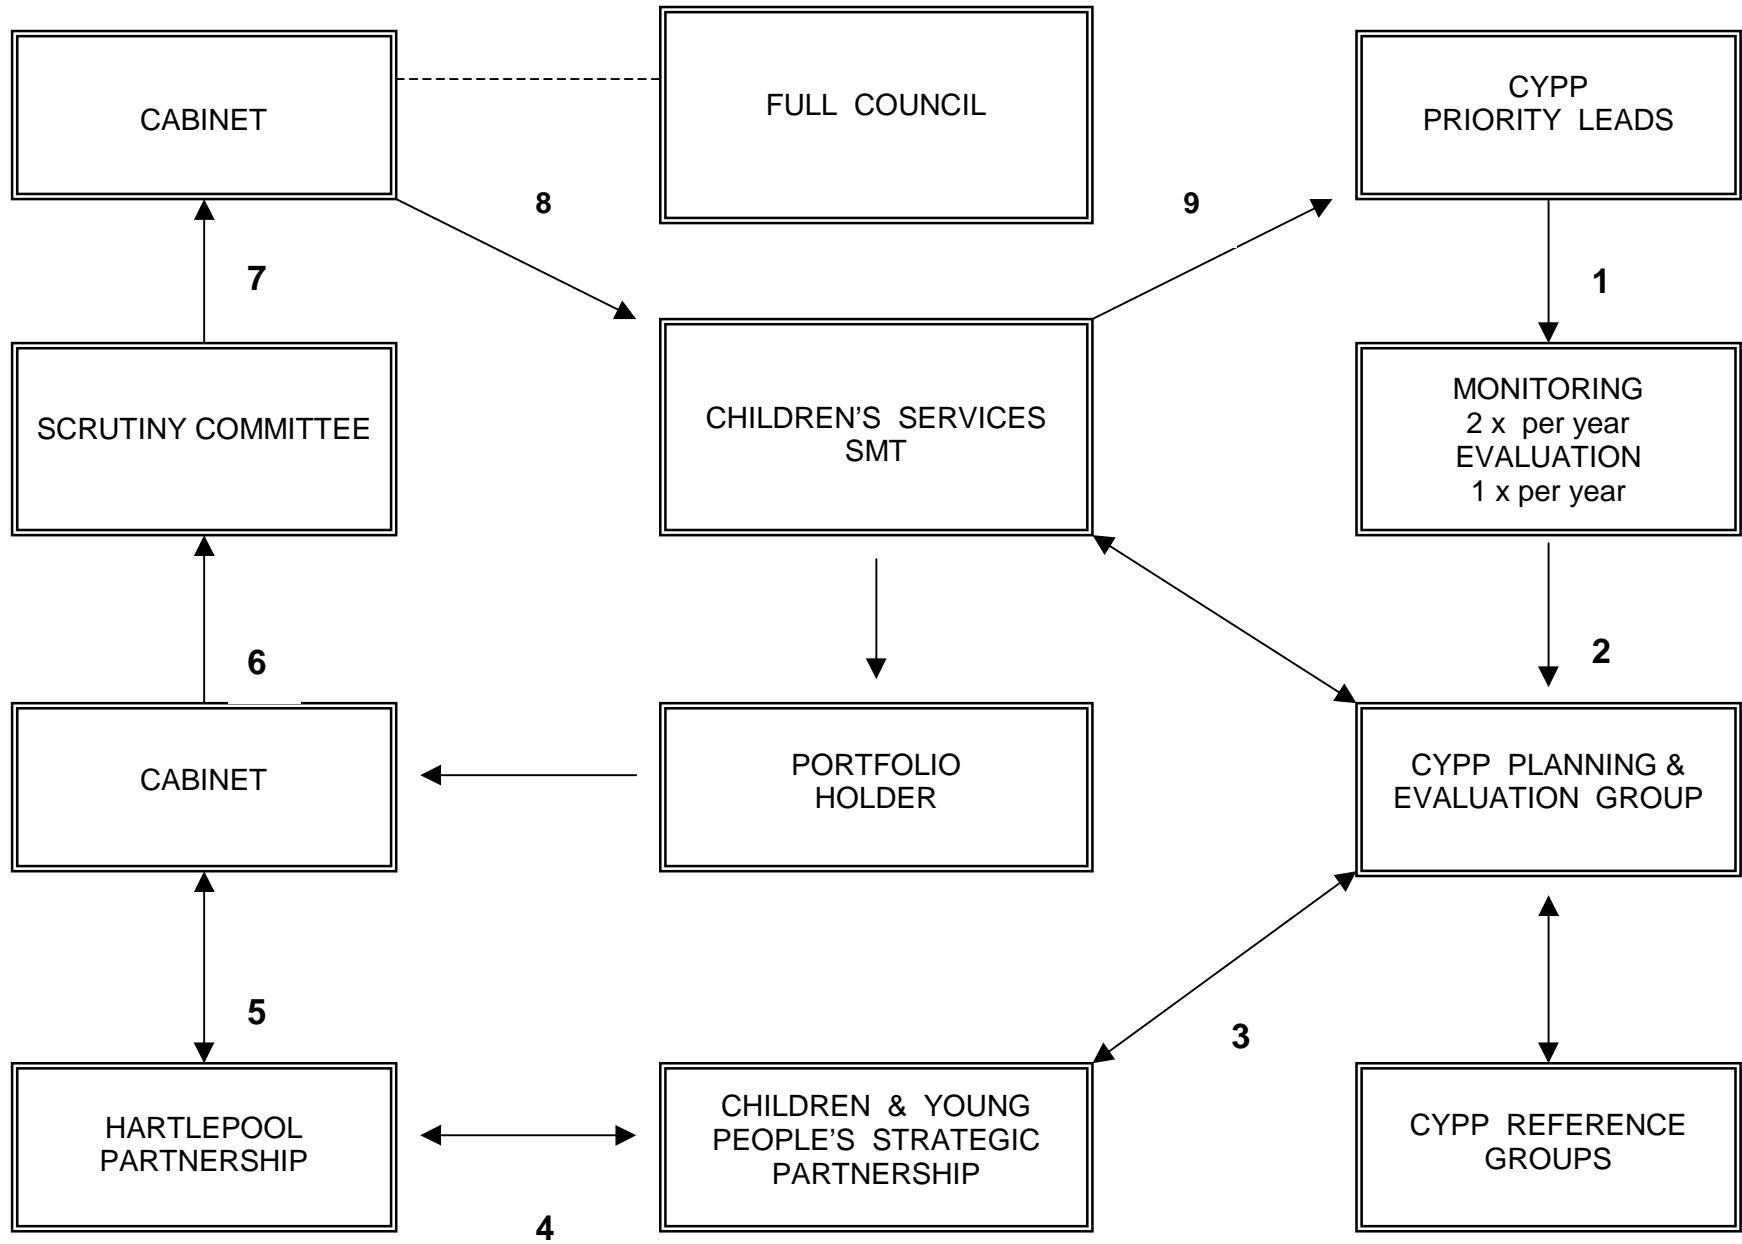 CABINET
FULL COUNCIL
CYPP
PRIORITY LEADS
8
9
7
1
SCRUTINY COMMITTEE
CHILDREN'S SERVICES
SMT
MONITORING
2 x per year
EVALUATION
1 x per year
6
2
CABINET
PORTFOLIO
HOLDER
CYPP PLANNING &
EVALUATION GROUP
5
3
HARTLEPOOL
PARTNERSHIP
CHILDREN & YOUNG
PEOPLE'S STRATEGIC
PARTNERSHIP
CYPP REFERENCE
GROUPS
4